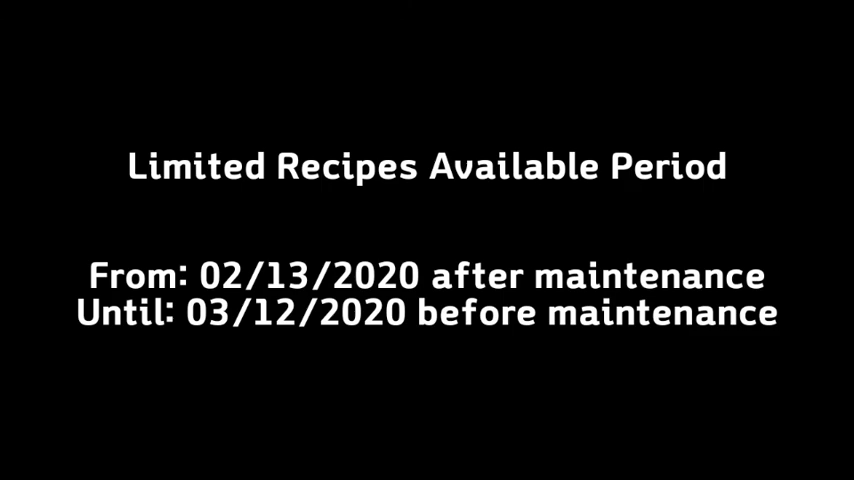 Limited Recipes Available Period
From: 02/13/2020 after maintenance
Until: 03/12/2020 before maintenance